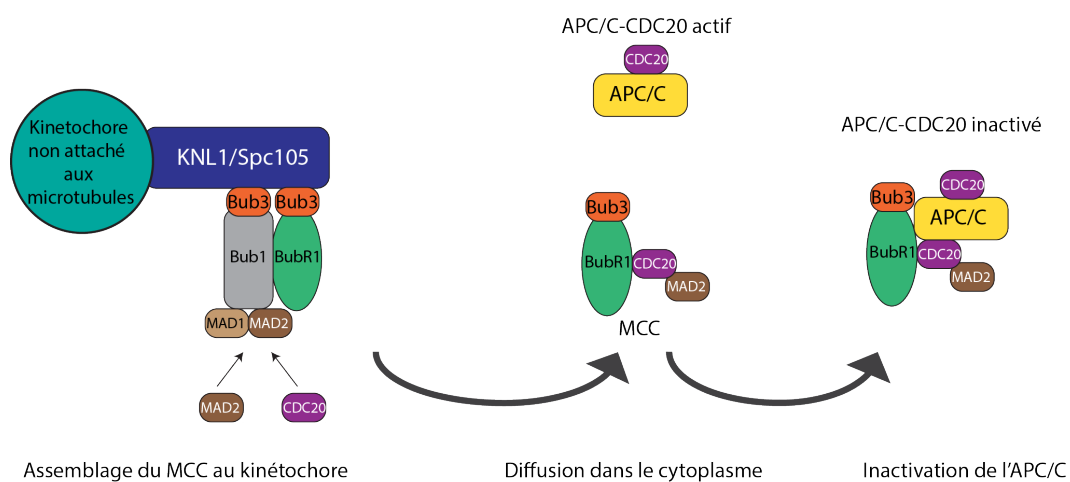 APC/C-CDC20 actif
CDC20
APC/C
Kinetochore
non attaché
aux
microtubules
KNL1/Spc105
Bub3
Bub3
Bub1
BubR1
MAD1
MAD2
MAD2
CDC20
Bub3
BubR1
CDC20
MAD2
MCC
APC/C-CDC20 inactivé
CDC20
Bub3
APC/C
BubR1
CDC20
MAD2
Assemblage du MCC au kinétochore
Diffusion dans le cytoplasme
Inactivation de l'APC/C